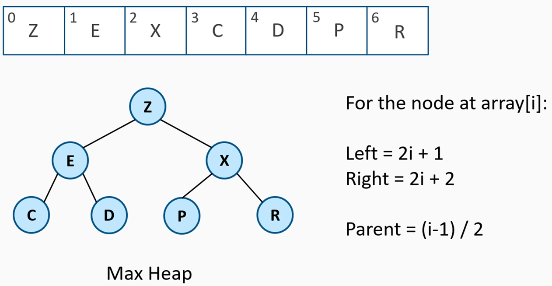 0 Z 1 E 2 X 3 C 4 D 5 P 6 R
Z
For the node at array[i]:
E X
Left = 2i + 1
Right = 2i + 2
C D P R
Parent = (i-1) / 2
Max Heap